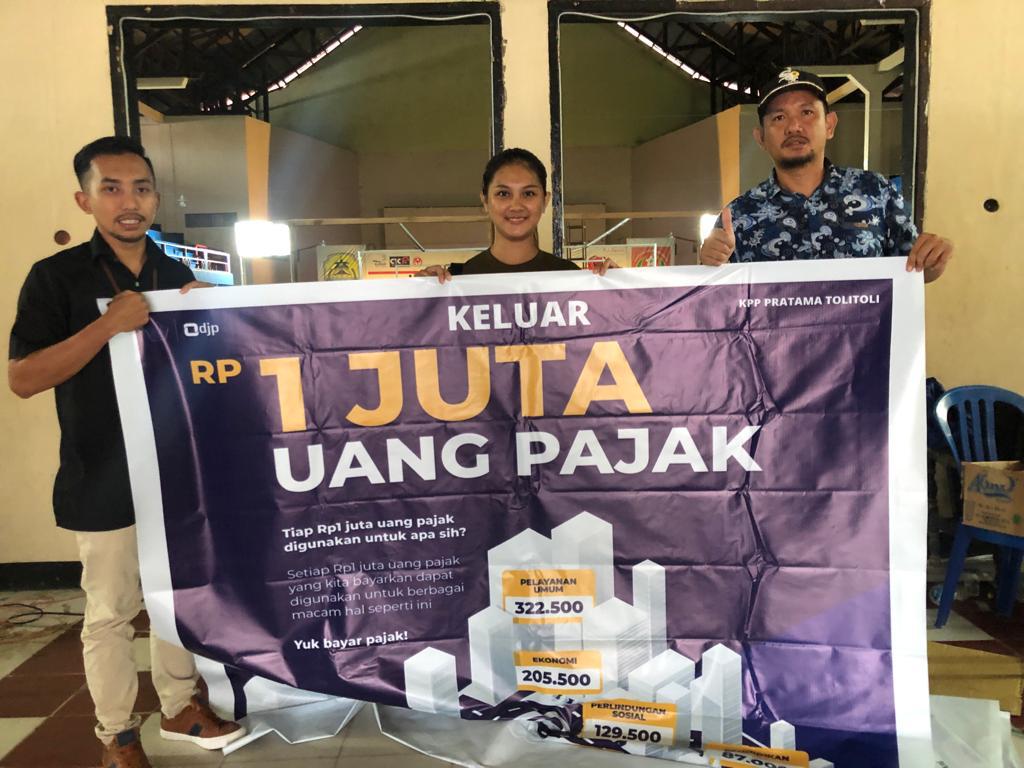 djp
KELUAR
KPP PRATAMA TOLITOLI
RP 1 JUTA
UANG PAJAK
Tiap Rp1 juta uang pajak
digunakan untuk apa sih?
Setiap Rp1 juta uang pajak
yang kita bayarkan dapat
digunakan untuk berbagai
macam hal seperti ini
Yuk bayar pajak!
PELAYANAN
UMUM
322.500
EKONOMI
205.500
PERLINDUNGAN
SOSIAL
129.500